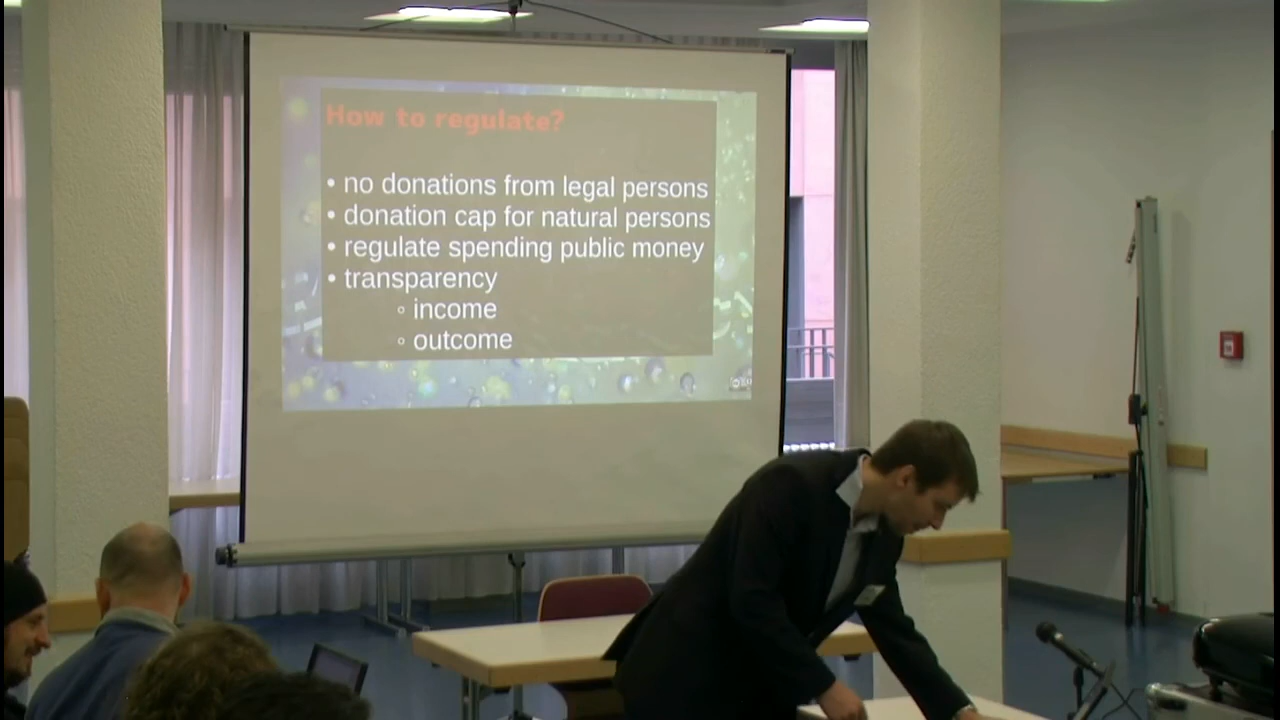 How to regulate?
• no donations from legal persons
• donation cap for natural persons
• regulate spending public money
• transparency
◦ income
◦ outcome